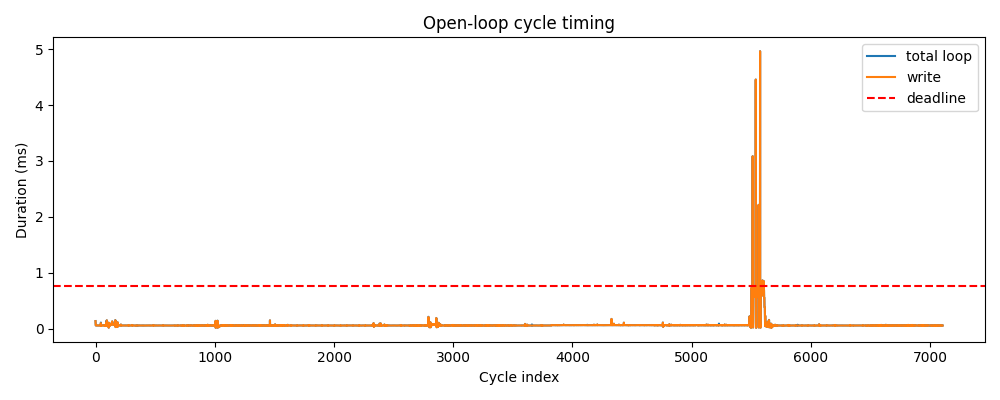 Open-loop cycle timing
5
4
3
2
1
0
Duration (ms)
total loop
write
deadline
0
1000
2000
3000
4000
5000
6000
7000
Cycle index